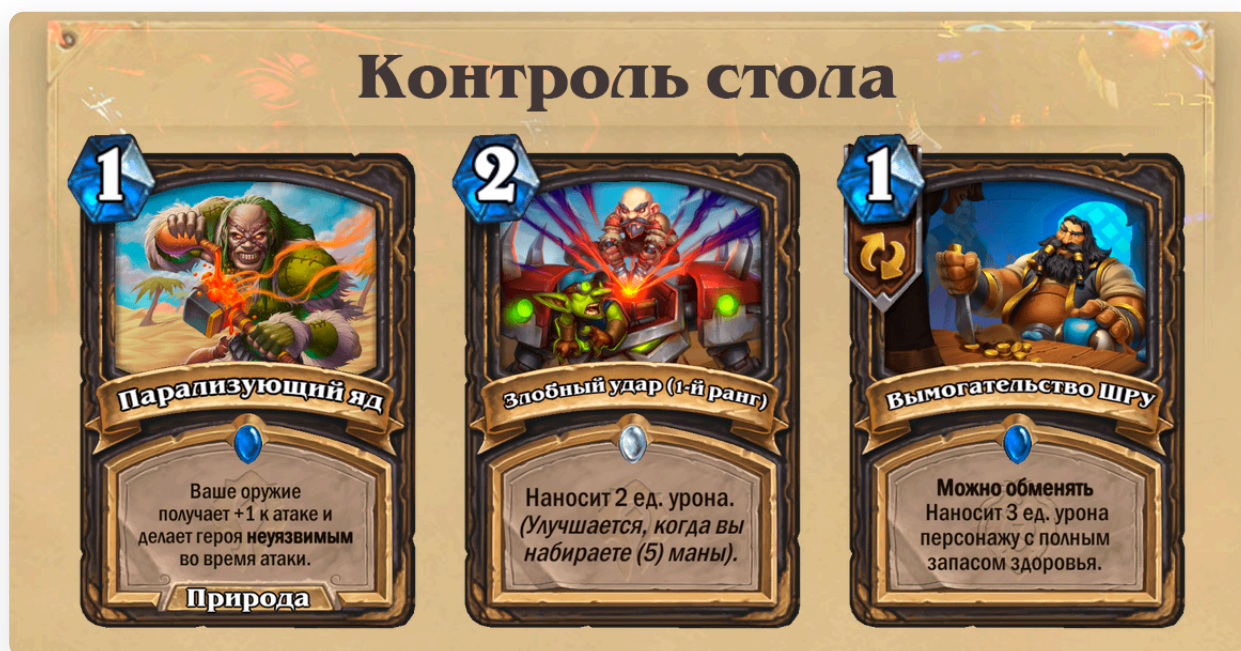 Контроль стола
1
Парализующий яд
Ваше оружие
получает +1 к атаке и
делает героя неуязвимым
во время атаки.
Природа
2
Злобный удар (1-й ранг)
Наносит 2 ед. урона.
(Улучшается, когда вы
набираете (5) маны).
1
Вымогательство ШРУ
Можно обменять
Наносит 3 ед. урона
персонажу с полным
запасом здоровья.